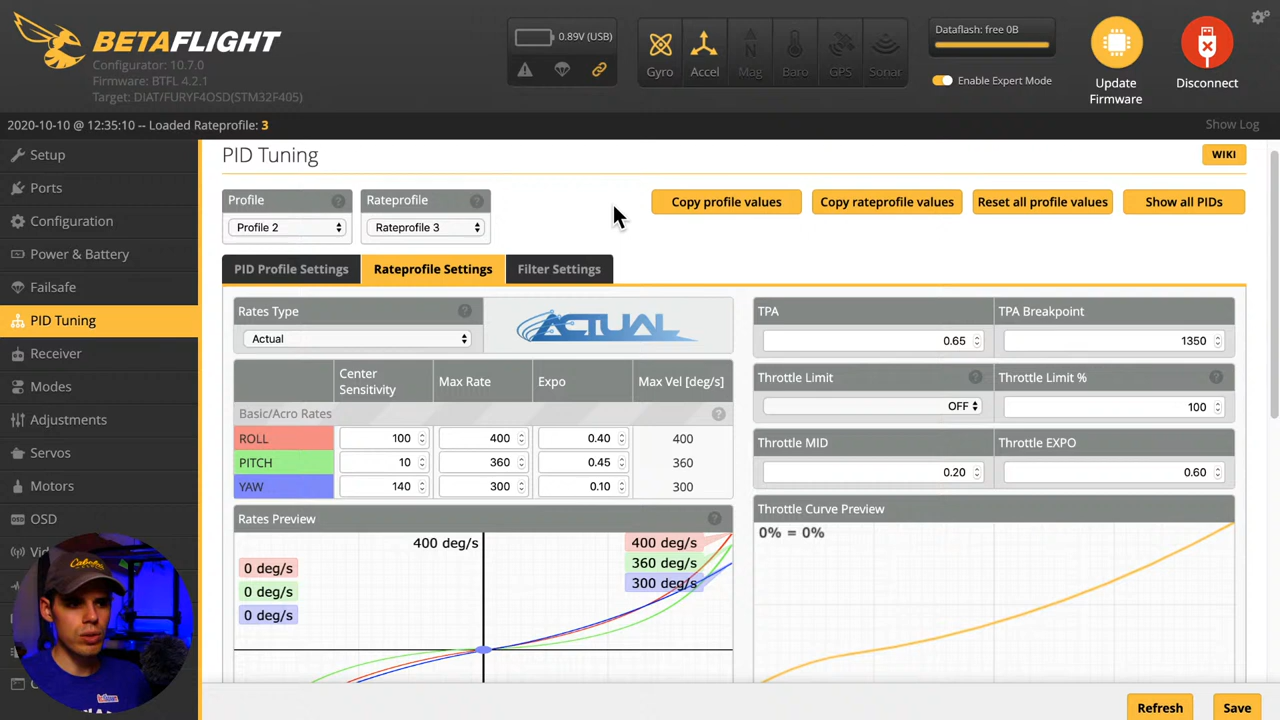 BETAFLIGHT
Configurator: 10.7.0
Firmware: BTFL 4.2.1
Target: DIAT/FURYF4OSD(STM32F405)
0.89V (USB)
Gyro
Accel
Mag
Baro
GPS
Sonar
Dataflash: free 0B
Enable Expert Mode
Update
Firmware
Disconnect
2020-10-10 @ 12:35:10 -- Loaded Rateprofile: 3
Show Log
Setup
Ports
Configuration
Power & Battery
Failsafe
PID Tuning
Receiver
Modes
Adjustments
Servos
Motors
OSD
PID Tuning
WIKI
Profile
Rateprofile
Profile 2
Rateprofile 3
Copy profile values
Copy rateprofile values
Reset all profile values
Show all PIDs
PID Profile Settings
Rateprofile Settings
Filter Settings
Rates Type
Actual
ACTUAL
Center
Sensitivity
Max Rate
Expo
Max Vel [deg/s]
Basic/Acro Rates
ROLL 100 400 0.40 400
PITCH 10 360 0.45 360
YAW 140 300 0.10 300
Rates Preview
400 deg/s
400 deg/s
360 deg/s
300 deg/s
0 deg/s
0 deg/s
0 deg/s
TPA
TPA Breakpoint
0.65
1350
Throttle Limit
Throttle Limit %
OFF
100
Throttle MID
Throttle EXPO
0.20
0.60
Throttle Curve Preview
0% = 0%
Refresh
Save